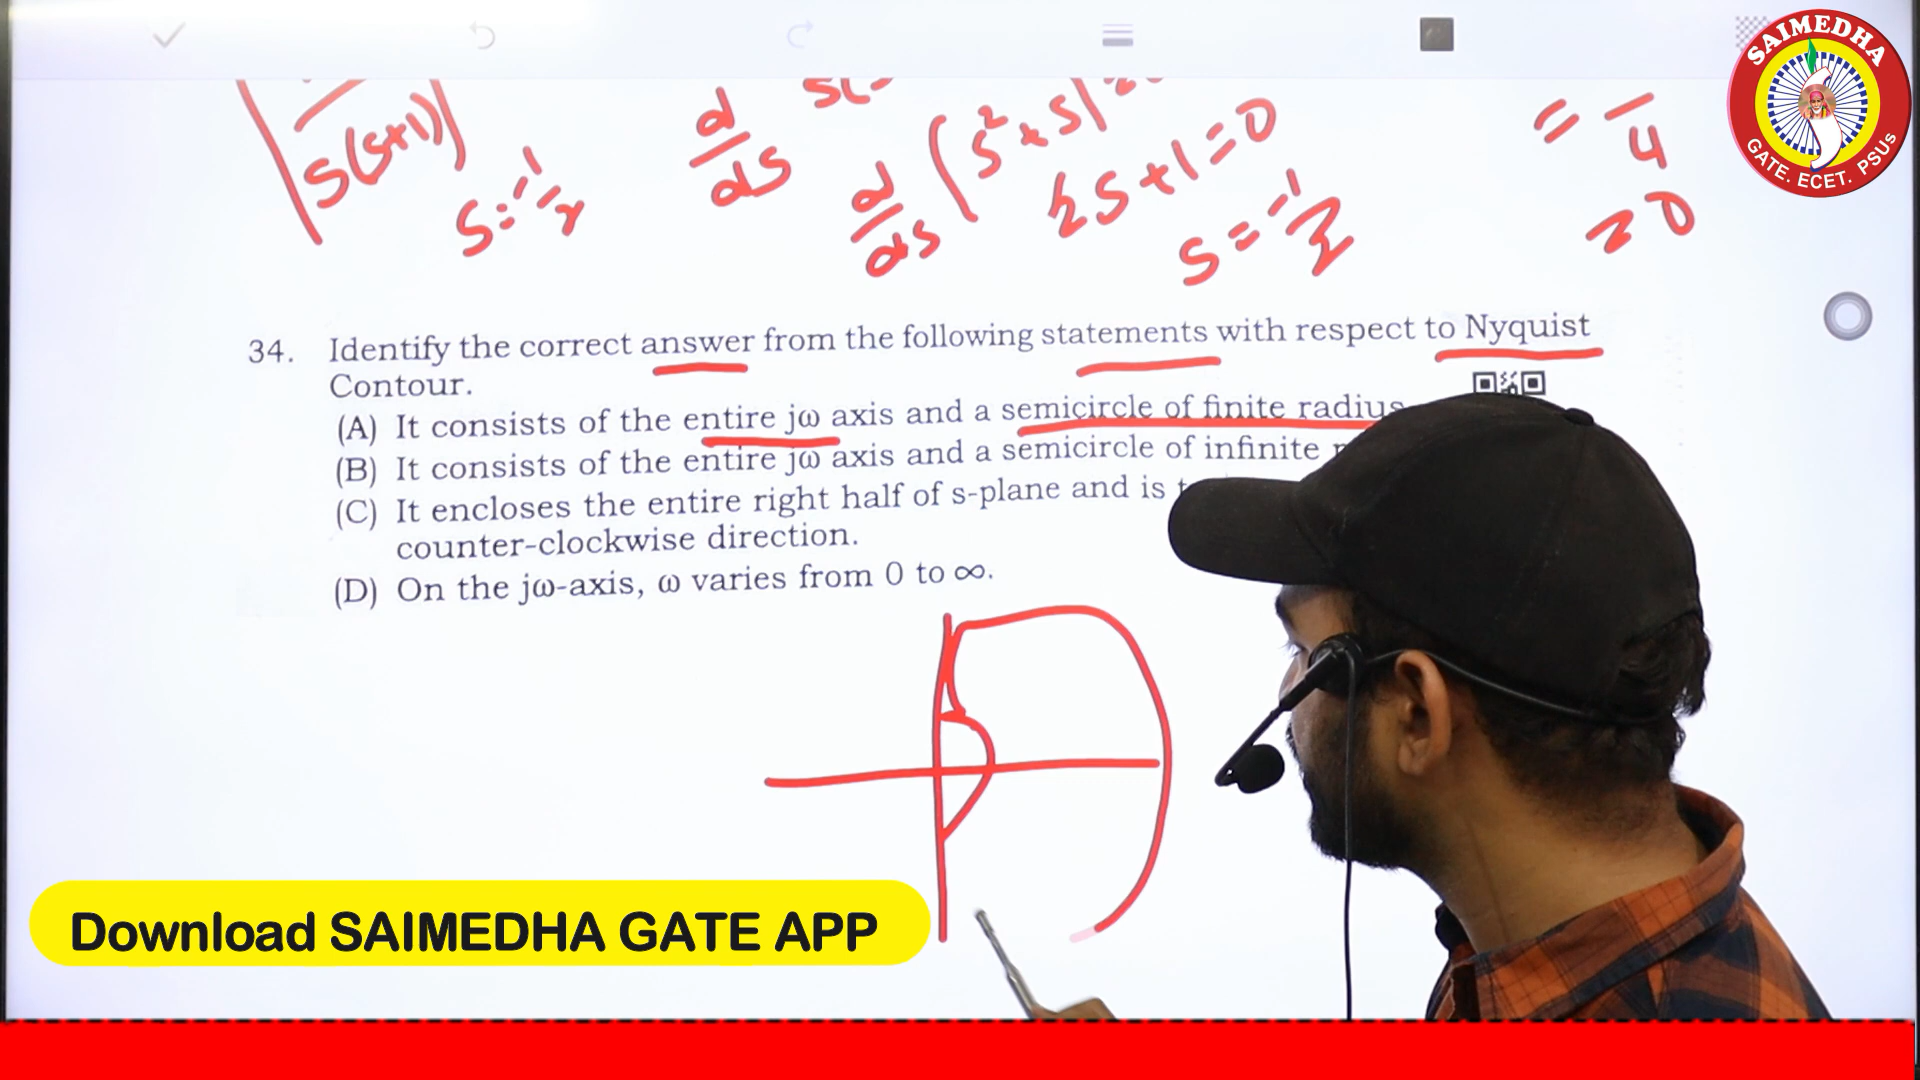 s(s+1)
s=-1/2
d/ds
d/ds (s²+s)
2s+1=0
s=-1/2
=
4
20
SAIMEDHA
GATE. ECET. PSUs
34. Identify the correct answer from the following statements with respect to Nyquist
Contour.
(A) It consists of the entire jω axis and a semicircle of finite radius
(B) It consists of the entire jω axis and a semicircle of infinite
(C) It encloses the entire right half of s-plane and is
counter-clockwise direction.
(D) On the jω-axis, ω varies from 0 to ∞.
Download SAIMEDHA GATE APP